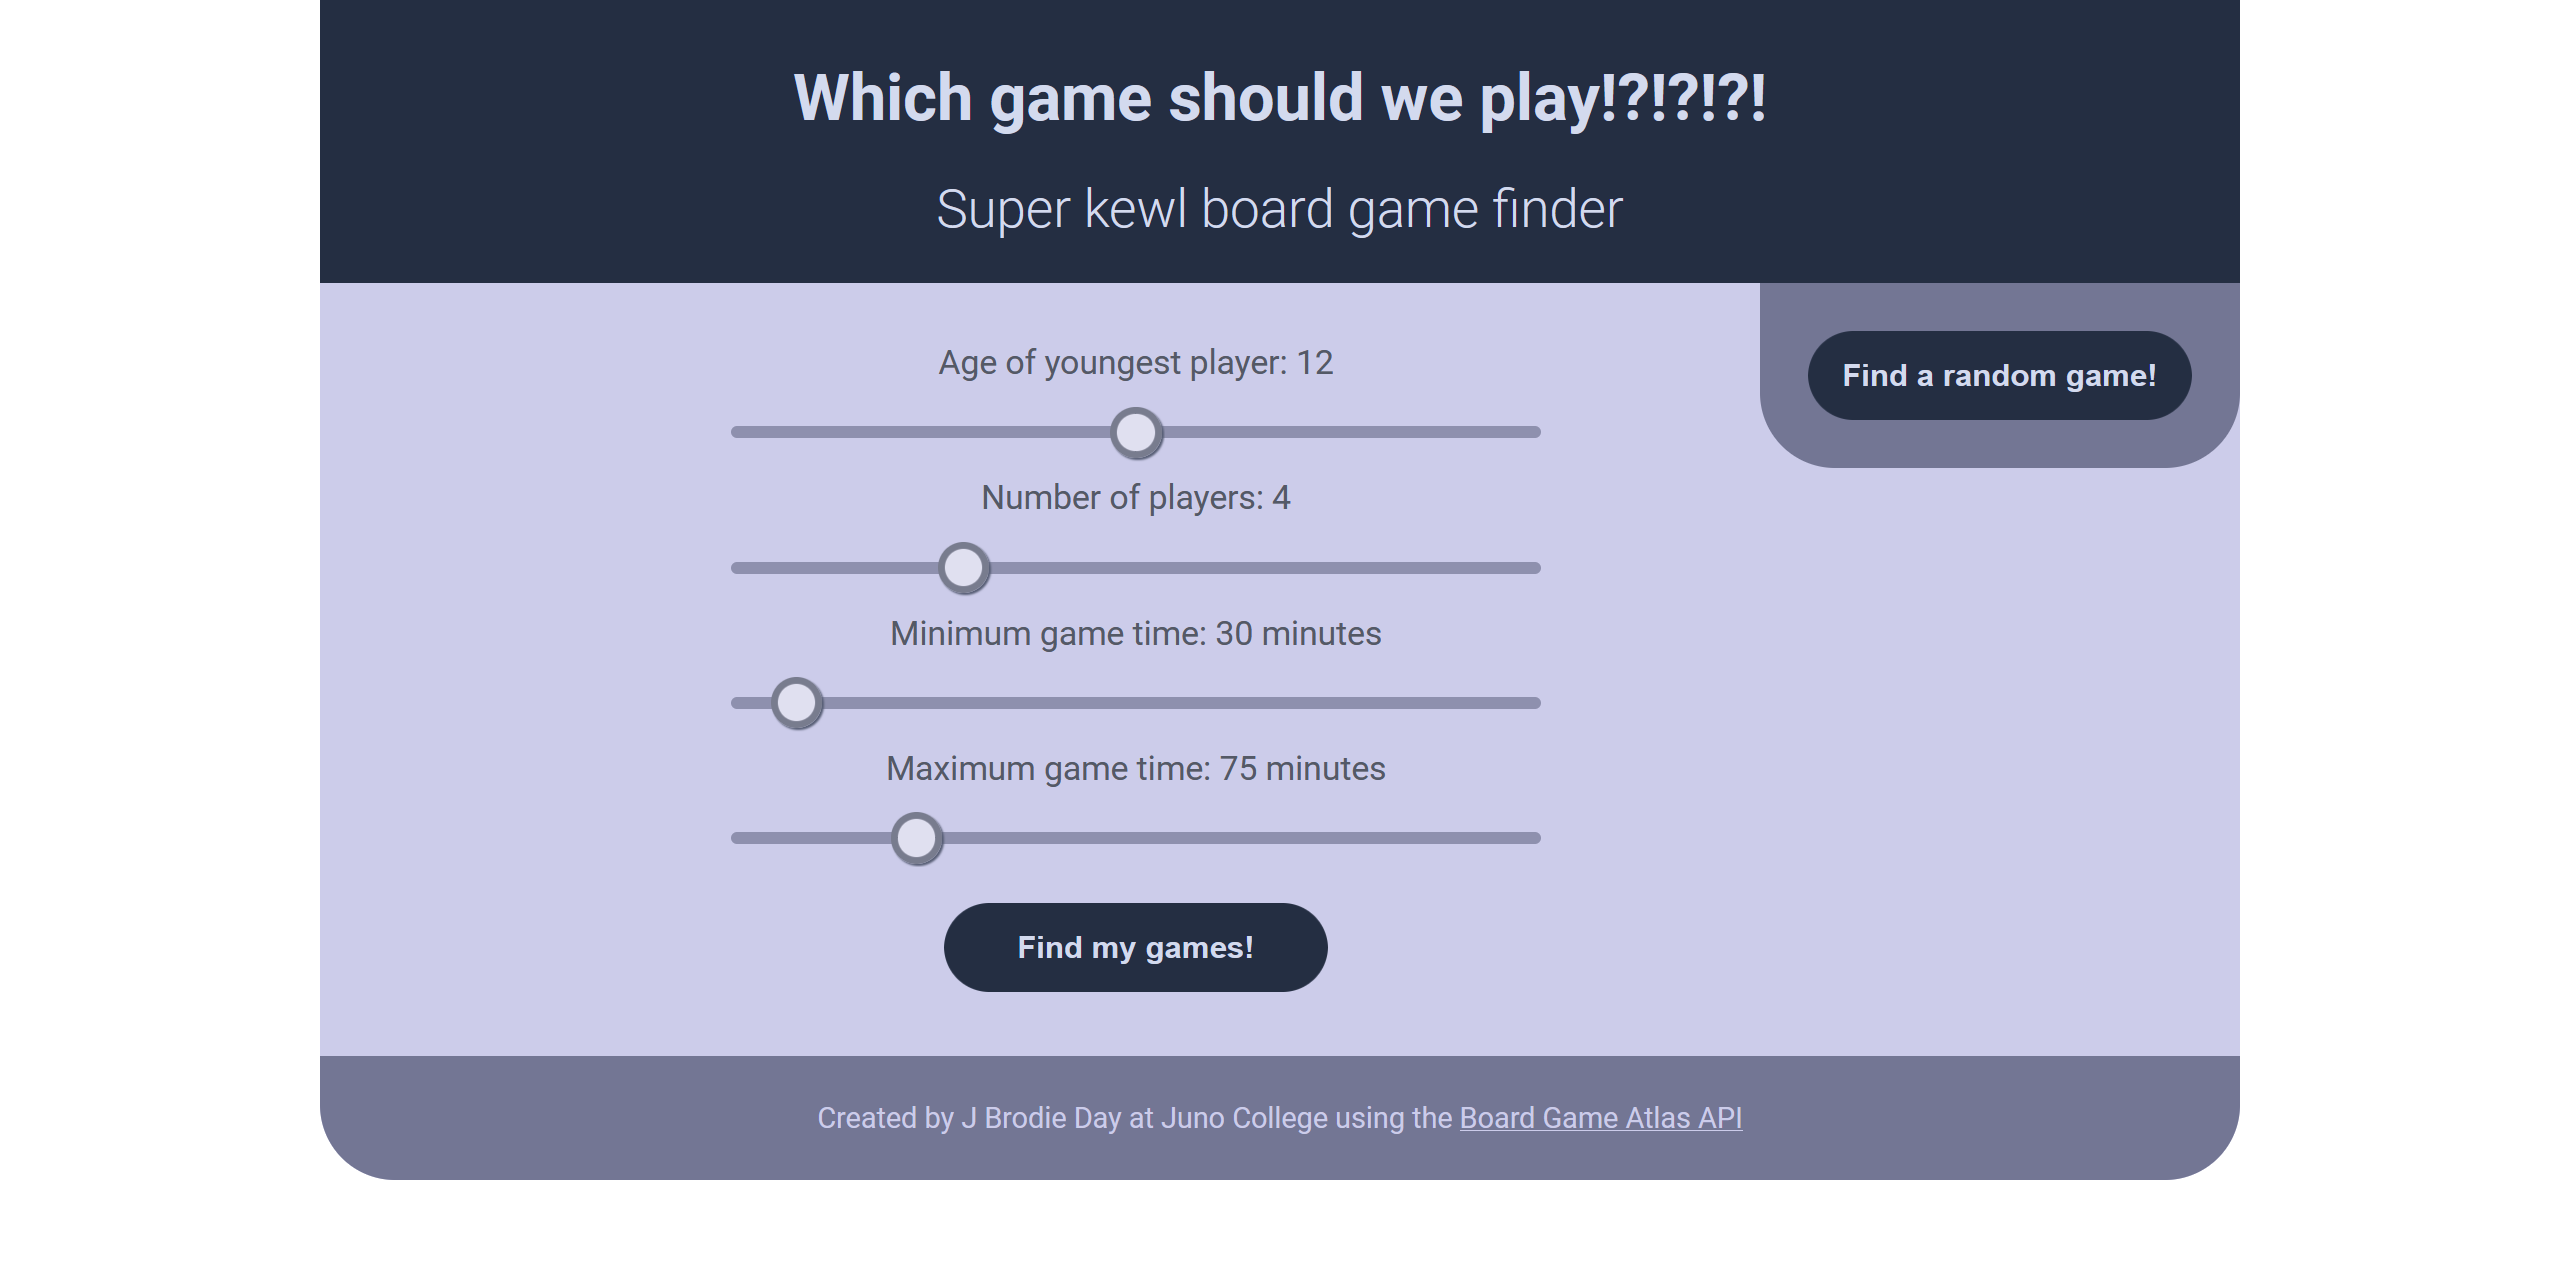 Which game should we play!?!?!?!
Super kewl board game finder
Age of youngest player: 12
Find a random game!
Number of players: 4
Minimum game time: 30 minutes
Maximum game time: 75 minutes
Find my games!
Created by J Brodie Day at Juno College using the Board Game Atlas API